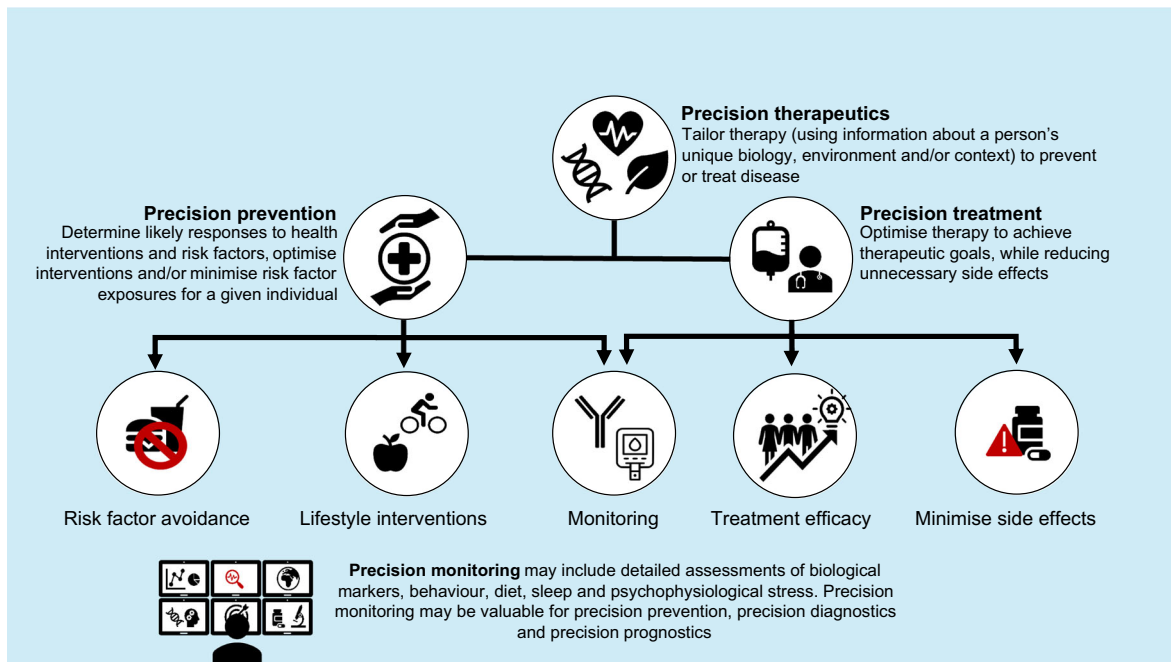 Precision therapeutics
Tailor therapy (using information about a person’s
unique biology, environment and/or context) to prevent
or treat disease
Precision prevention
Determine likely responses to health
interventions and risk factors, optimise
interventions and/or minimise risk factor
exposures for a given individual
Precision treatment
Optimise therapy to achieve
therapeutic goals, while reducing
unnecessary side effects
Risk factor avoidance
Lifestyle interventions
Monitoring
Treatment efficacy
Minimise side effects
Precision monitoring may include detailed assessments of biological
markers, behaviour, diet, sleep and psychophysiological stress. Precision
monitoring may be valuable for precision prevention, precision diagnostics
and precision prognostics